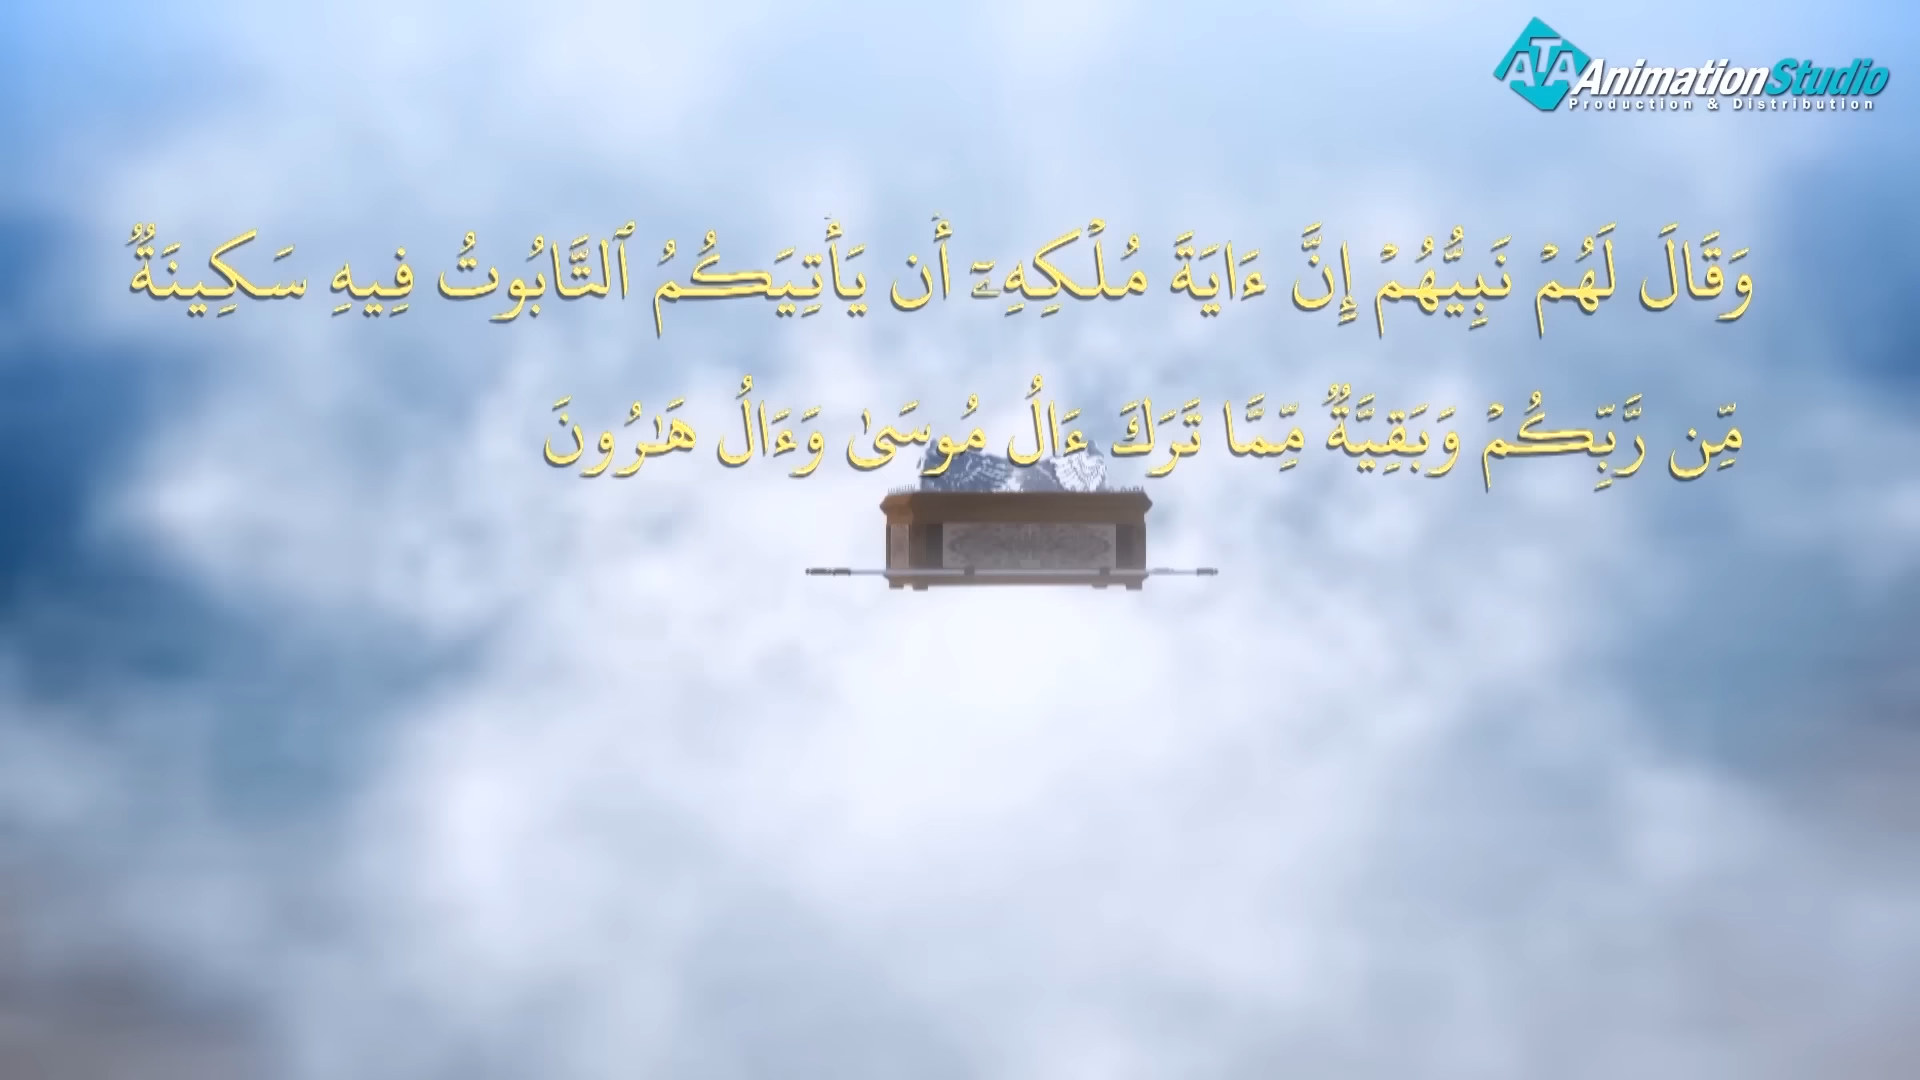 ATA AnimationStudio
Production & Distribution
وَقَالَ لَهُمْ نَبِيُّهُمْ إِنَّ ءَايَةَ مُلْكِهِۦٓ أَن يَأْتِيَكُمُ ٱلتَّابُوتُ فِيهِ سَكِينَةٌ
مِّن رَّبِّكُمْ وَبَقِيَّةٌ مِّمَّا تَرَكَ ءَالُ مُوسَىٰ وَءَالُ هَٰرُونَ